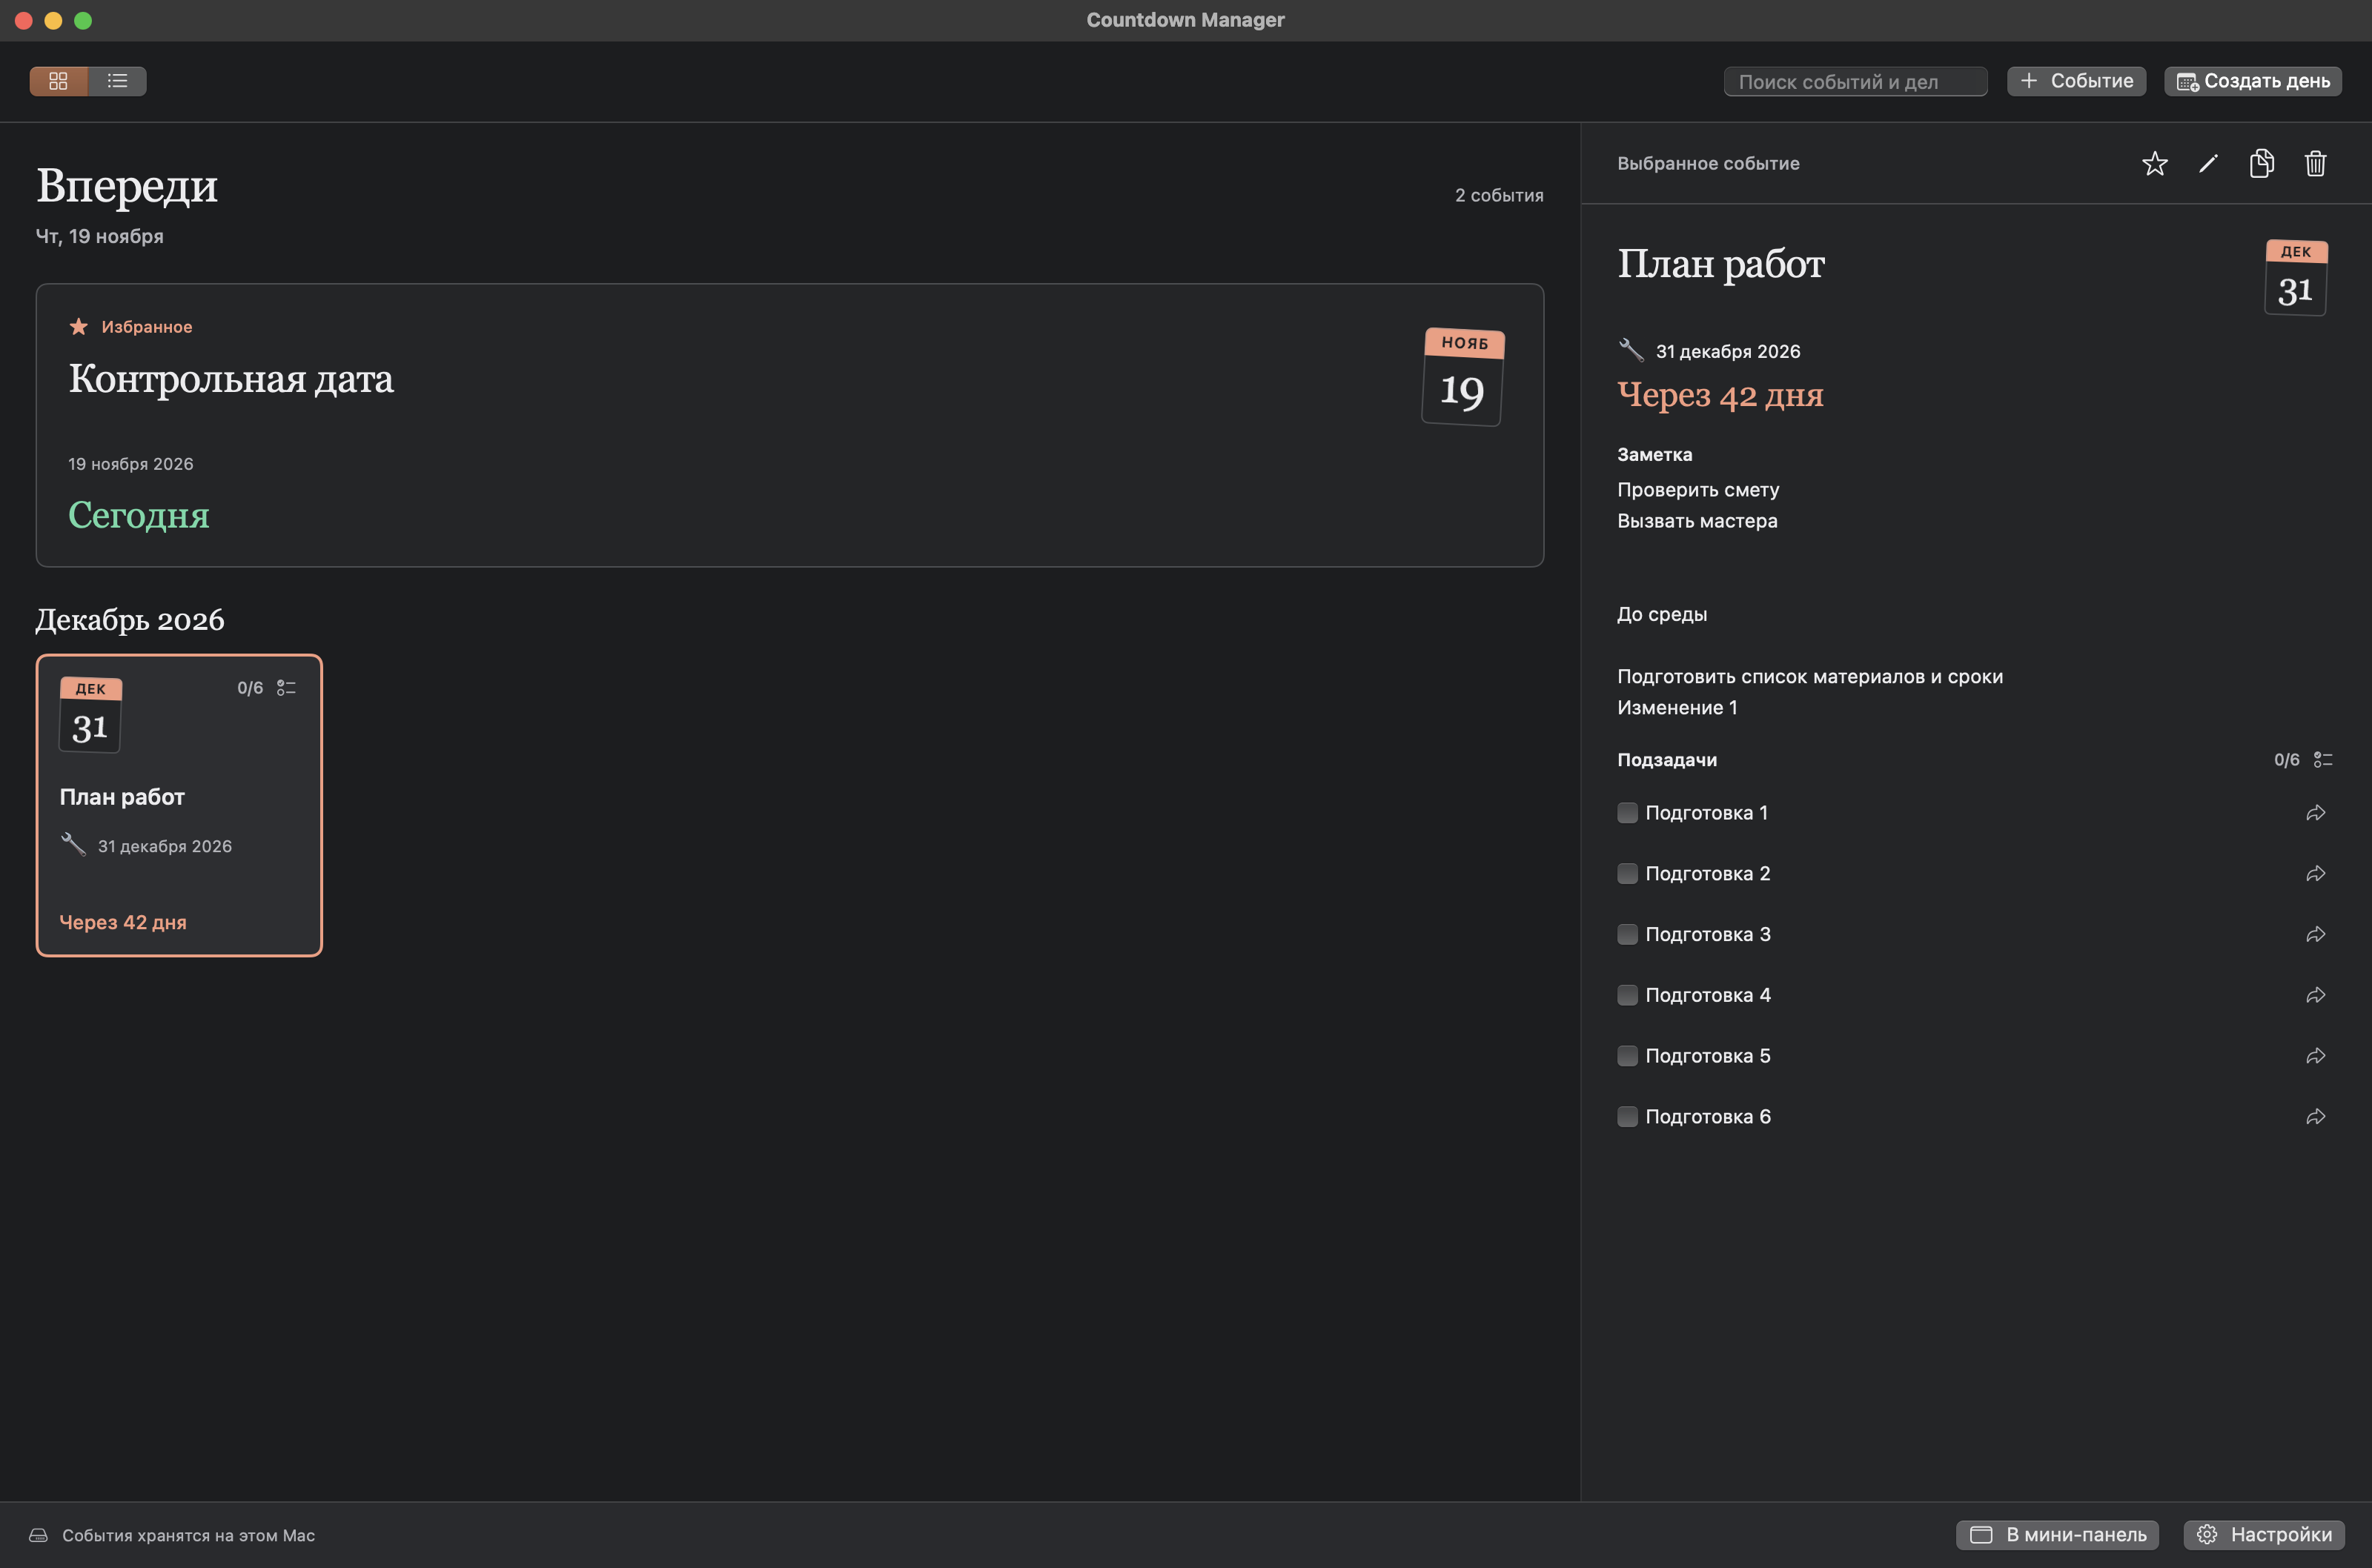 Countdown Manager
Поиск событий и дел
Событие
Создать день
Впереди
2 события
Чт, 19 ноября
Избранное
Контрольная дата
НОЯБ
19
19 ноября 2026
Сегодня
Декабрь 2026
ДЕК
31
0/6
План работ
31 декабря 2026
Через 42 дня
Выбранное событие
План работ
ДЕК
31
31 декабря 2026
Через 42 дня
Заметка
Проверить смету
Вызвать мастера
До среды
Подготовить список материалов и сроки
Изменение 1
Подзадачи
0/6
Подготовка 1
Подготовка 2
Подготовка 3
Подготовка 4
Подготовка 5
Подготовка 6
События хранятся на этом Mac
В мини-панель
Настройки